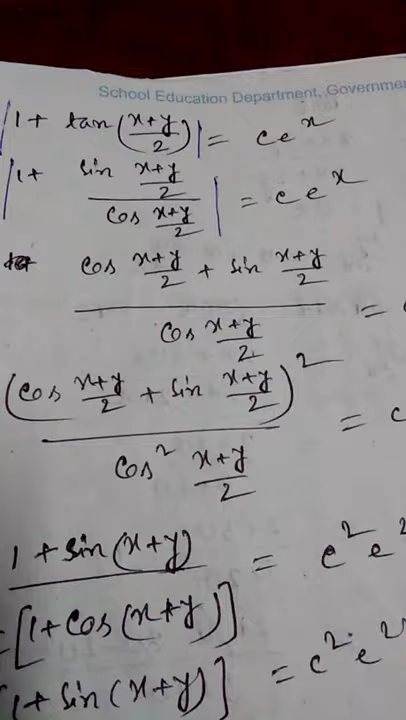 School Education Department, Government
|1 + tan(x+y/2)| = ce^x
|1 + sin x+y/2 / cos x+y/2| = ce^x
cos x+y/2 + sin x+y/2 / cos x+y/2 =
(cos x+y/2 + sin x+y/2)^2 / cos^2 x+y/2 = c
1 + sin(x+y) / = c^2 e^2
=[1+cos(x+y)]
[1 + sin(x+y)] = c^2 e^2